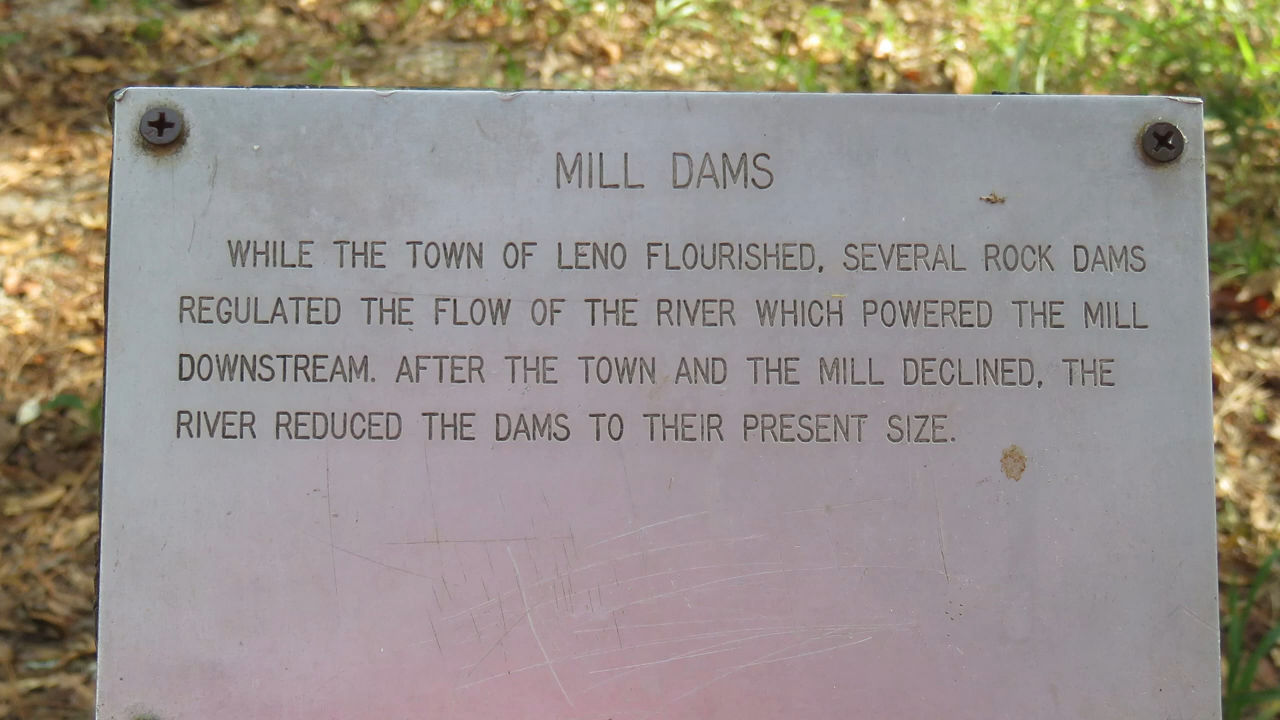 MILL DAMS
WHILE THE TOWN OF LENO FLOURISHED, SEVERAL ROCK DAMS
REGULATED THE FLOW OF THE RIVER WHICH POWERED THE MILL
DOWNSTREAM. AFTER THE TOWN AND THE MILL DECLINED, THE
RIVER REDUCED THE DAMS TO THEIR PRESENT SIZE.